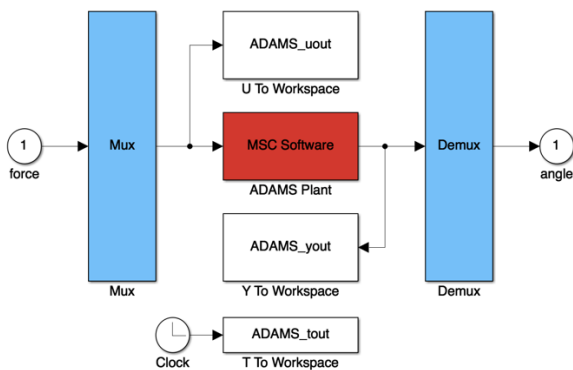 ADAMS_uout
U To Workspace
1
force
Mux
Mux
MSC Software
ADAMS Plant
Demux
Demux
1
angle
ADAMS_yout
Y To Workspace
Clock
ADAMS_tout
T To Workspace